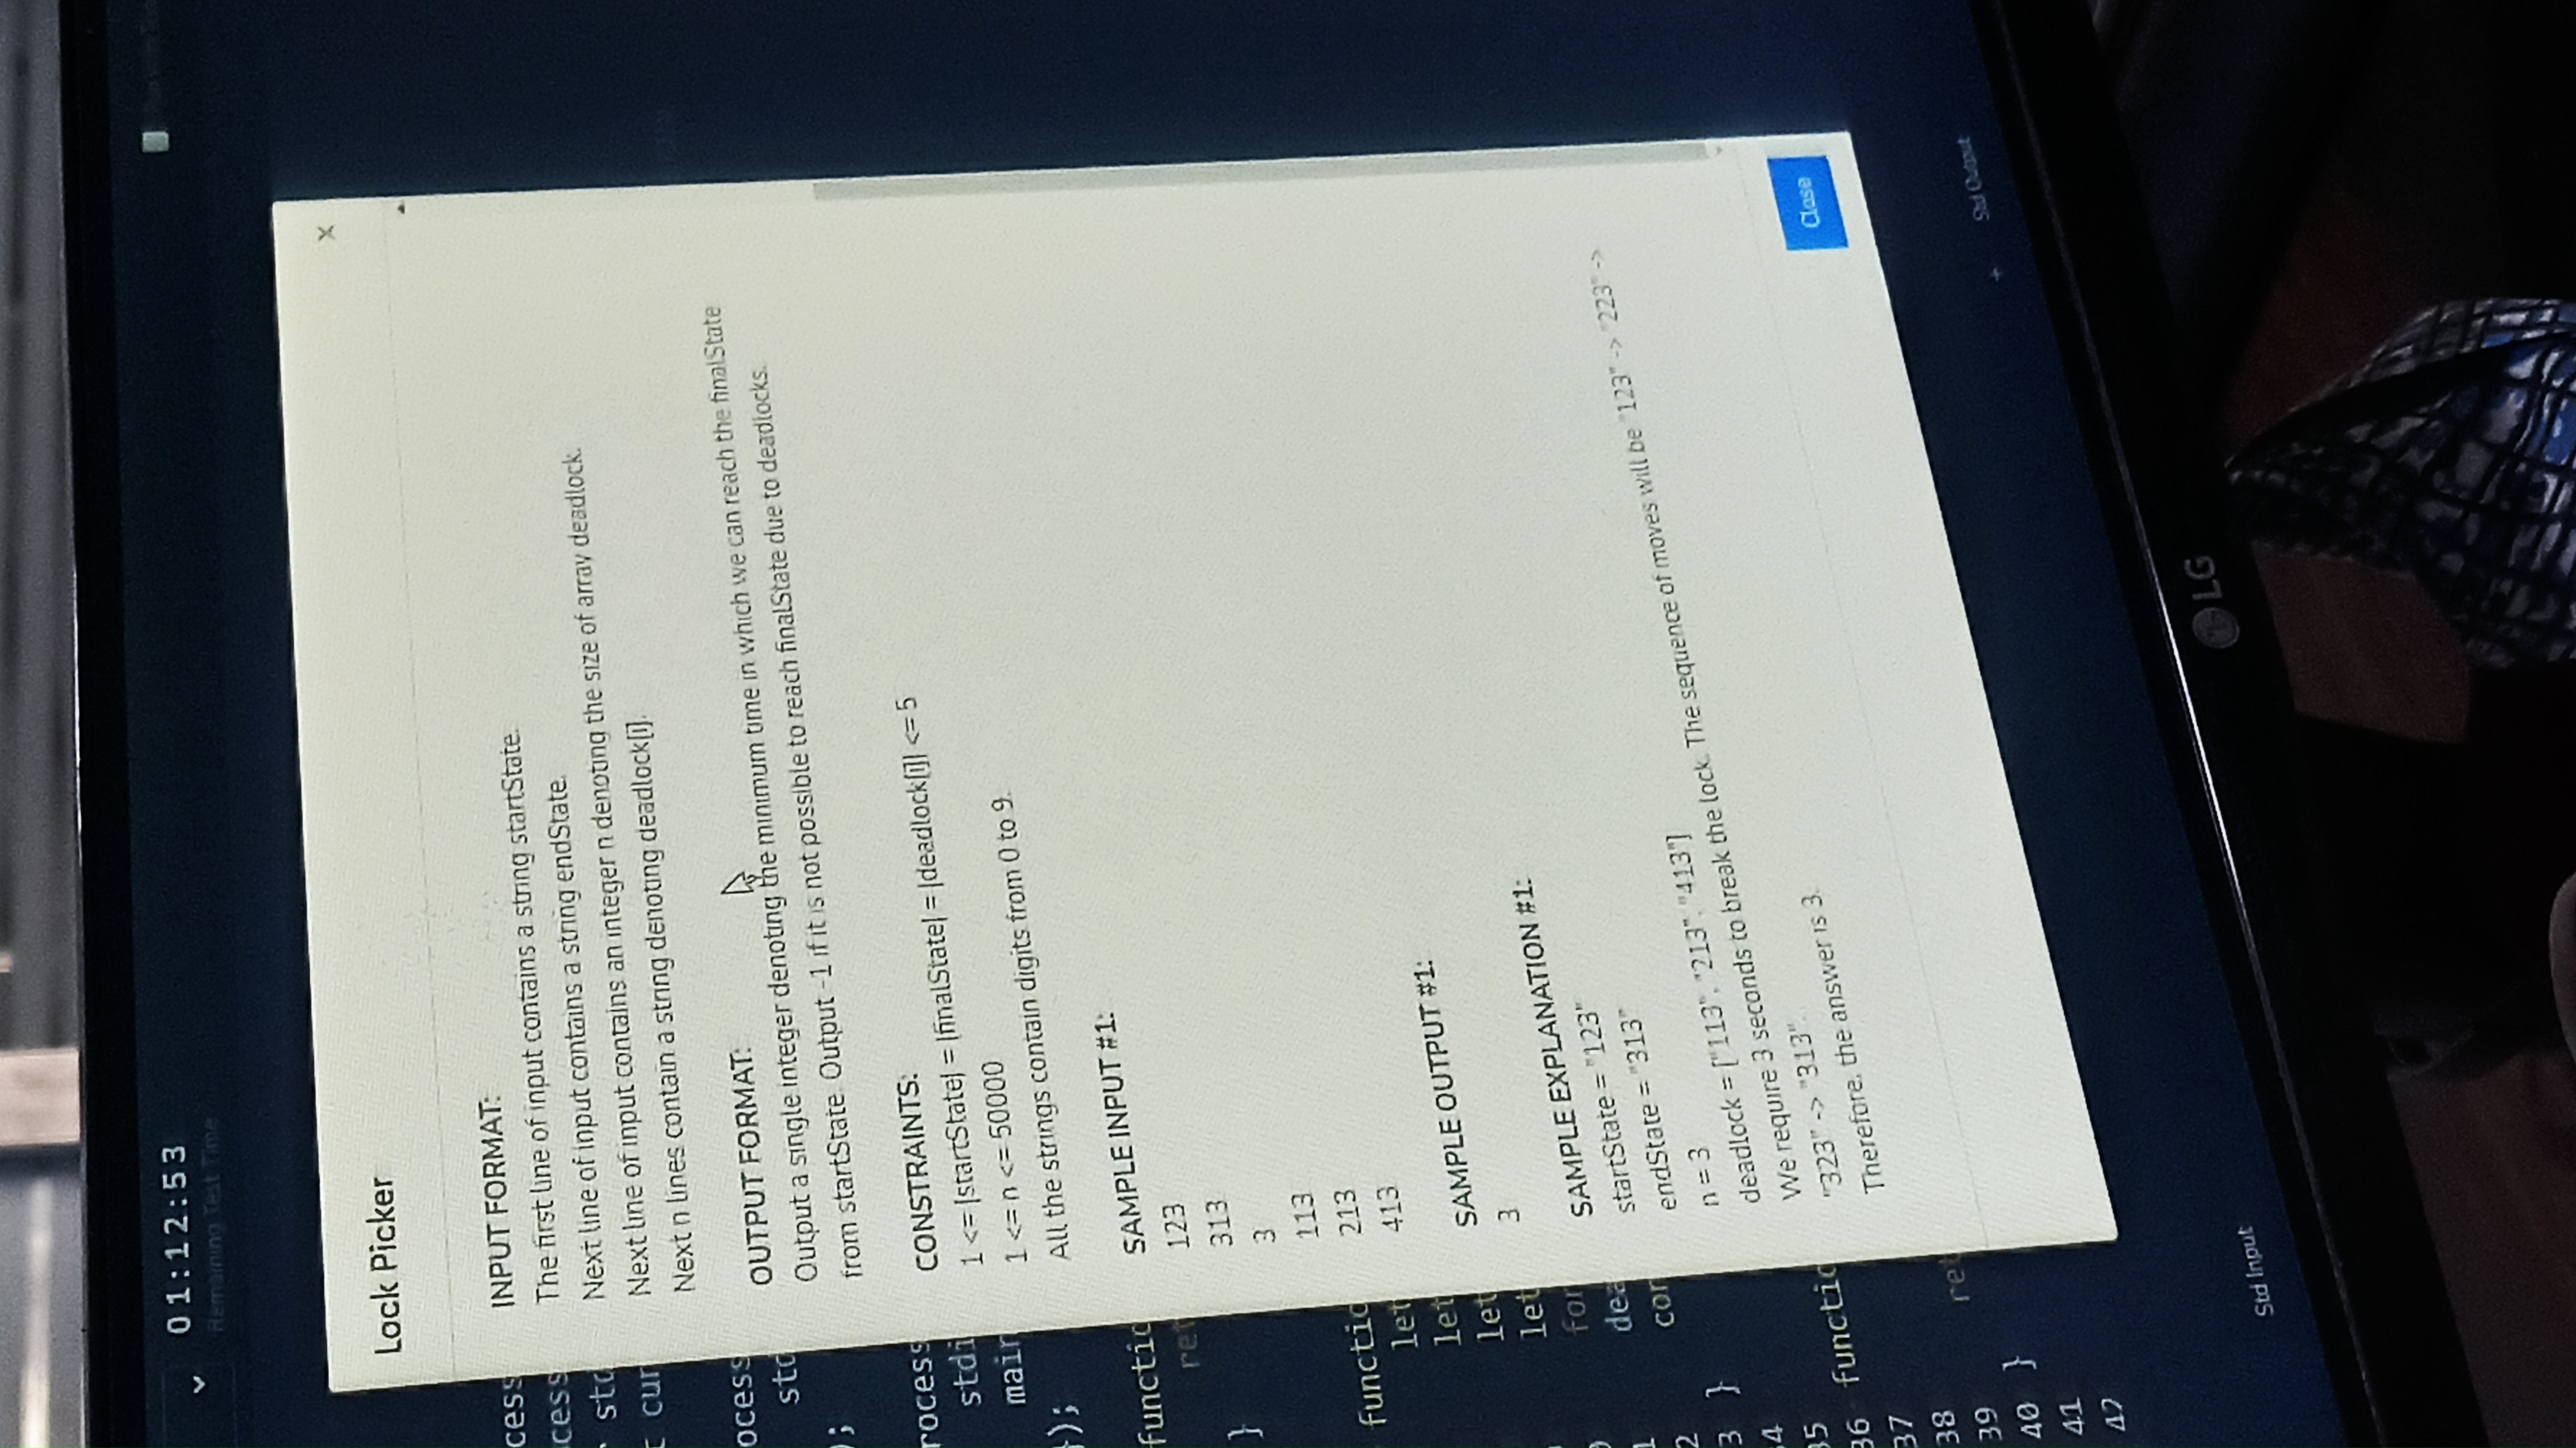 01:12:53
Remaining Test Time
Lock Picker
×
INPUT FORMAT:
The first line of input contains a string startState.
Next line of input contains a string endState.
Next line of input contains an integer n denoting the size of array deadlock.
Next n lines contain a string denoting deadlock[i].
OUTPUT FORMAT:
Output a single integer denoting the minimum time in which we can reach the finalState
from startState. Output -1 if it is not possible to reach finalState due to deadlocks.
CONSTRAINTS:
1 <= |startState| = |finalState| = |deadlock[i]| <= 5
1 <= n <= 50000
All the strings contain digits from 0 to 9.
SAMPLE INPUT #1:
123
313
3
113
213
413
SAMPLE OUTPUT #1:
3
SAMPLE EXPLANATION #1:
startState = "123"
endState = "313"
n = 3
deadlock = ["113", "213", "413"]
We require 3 seconds to break the lock. The sequence of moves will be "123" -> "223" ->
"323" -> "313".
Therefore, the answer is 3.
Close
cess
cess
std
cur
ocess
std
);
rocess
stdi
main
});
functio
ret
}
functio
let
let
let
let
for
dea
con
3 }
4
35
36 functio
37
38 ret
39
40 }
41
42
+ Std Output
Std Input
LG